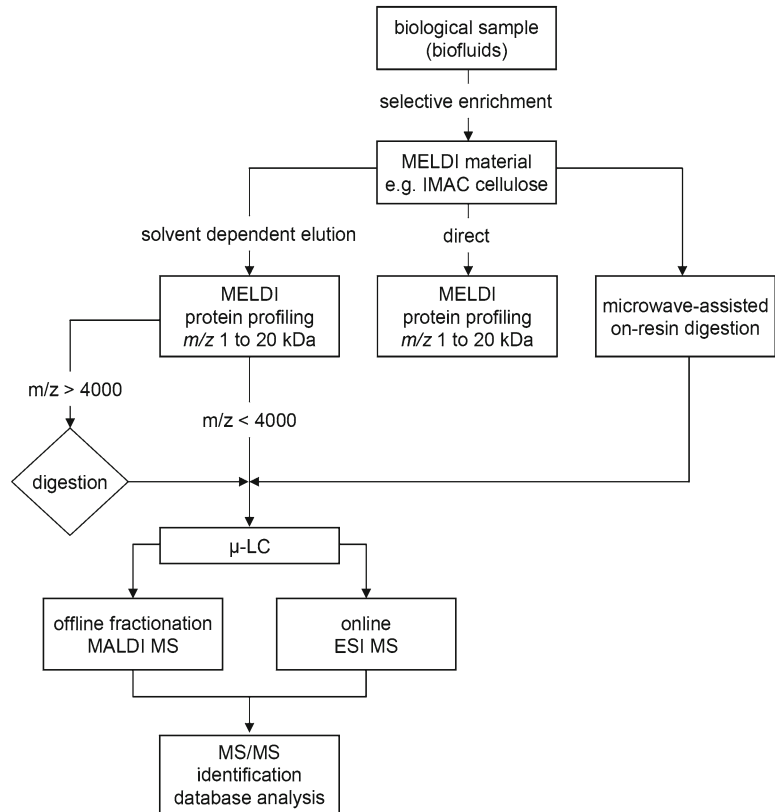 biological sample
(biofluids)
selective enrichment
MELDI material
e.g. IMAC cellulose
solvent dependent elution
direct
MELDI
protein profiling
m/z 1 to 20 kDa
MELDI
protein profiling
m/z 1 to 20 kDa
microwave-assisted
on-resin digestion
m/z > 4000
m/z < 4000
digestion
µ-LC
offline fractionation
MALDI MS
online
ESI MS
MS/MS
identification
database analysis